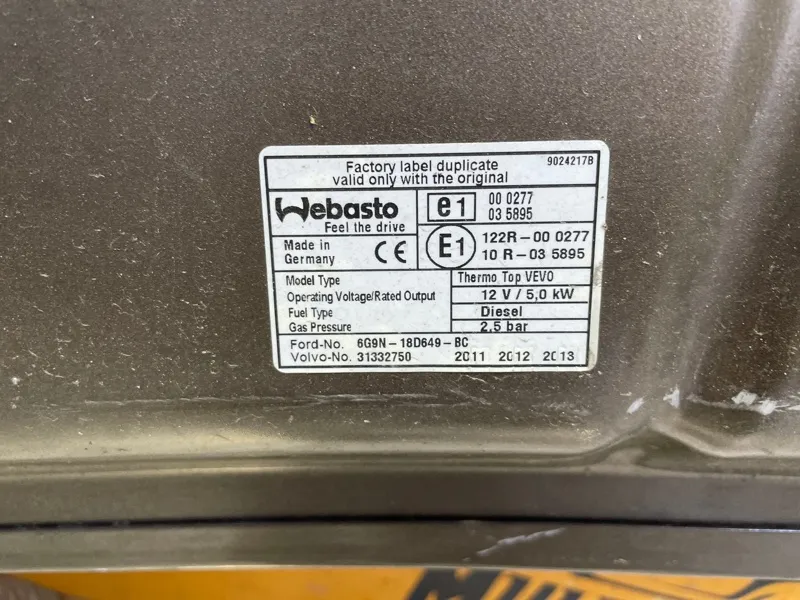 Factory label duplicate 9024217B
valid only with the original
Webasto
Feel the drive
e1 00 0277
03 5895
Made in
Germany
CE
E1 122R-00 0277
10 R-03 5895
Model Type Thermo Top VEVO
Operating Voltage/Rated Output 12 V / 5,0 kW
Fuel Type Diesel
Gas Pressure 2,5 bar
Ford-No. 6G9N-18D649-BC
Volvo-No. 31332750 2011 2012 2013